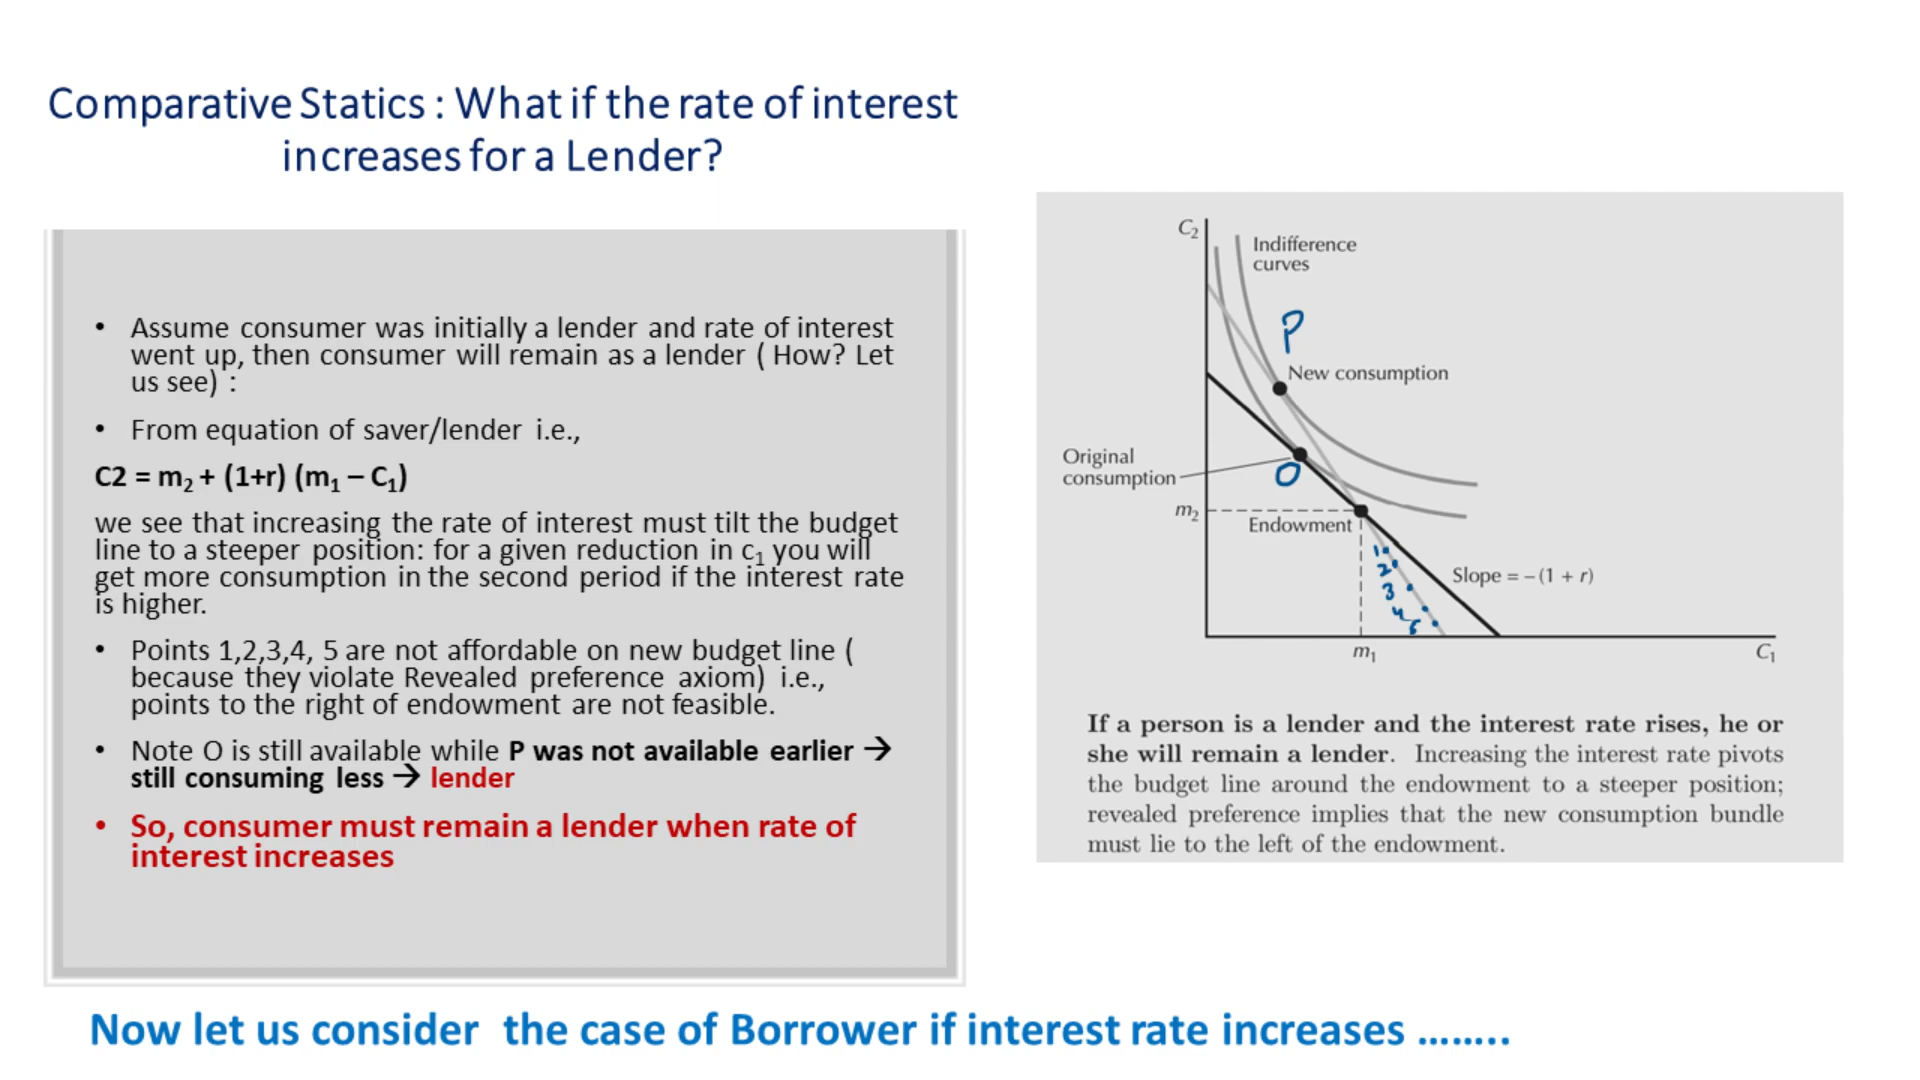 Comparative Statics : What if the rate of interest
increases for a Lender?
• Assume consumer was initially a lender and rate of interest
went up, then consumer will remain as a lender ( How? Let
us see) :
• From equation of saver/lender i.e.,
C2 = m₂ + (1+r) (m₁ – C₁)
we see that increasing the rate of interest must tilt the budget
line to a steeper position: for a given reduction in c₁ you will
get more consumption in the second period if the interest rate
is higher.
• Points 1,2,3,4, 5 are not affordable on new budget line (
because they violate Revealed preference axiom) i.e.,
points to the right of endowment are not feasible.
• Note O is still available while P was not available earlier →
still consuming less → lender
• So, consumer must remain a lender when rate of
interest increases
C₂
Indifference
curves
P
New consumption
Original
consumption
O
m₂
Endowment
1
2
3
4
5
Slope = – (1 + r)
m₁
C₁
If a person is a lender and the interest rate rises, he or
she will remain a lender. Increasing the interest rate pivots
the budget line around the endowment to a steeper position;
revealed preference implies that the new consumption bundle
must lie to the left of the endowment.
Now let us consider the case of Borrower if interest rate increases ........